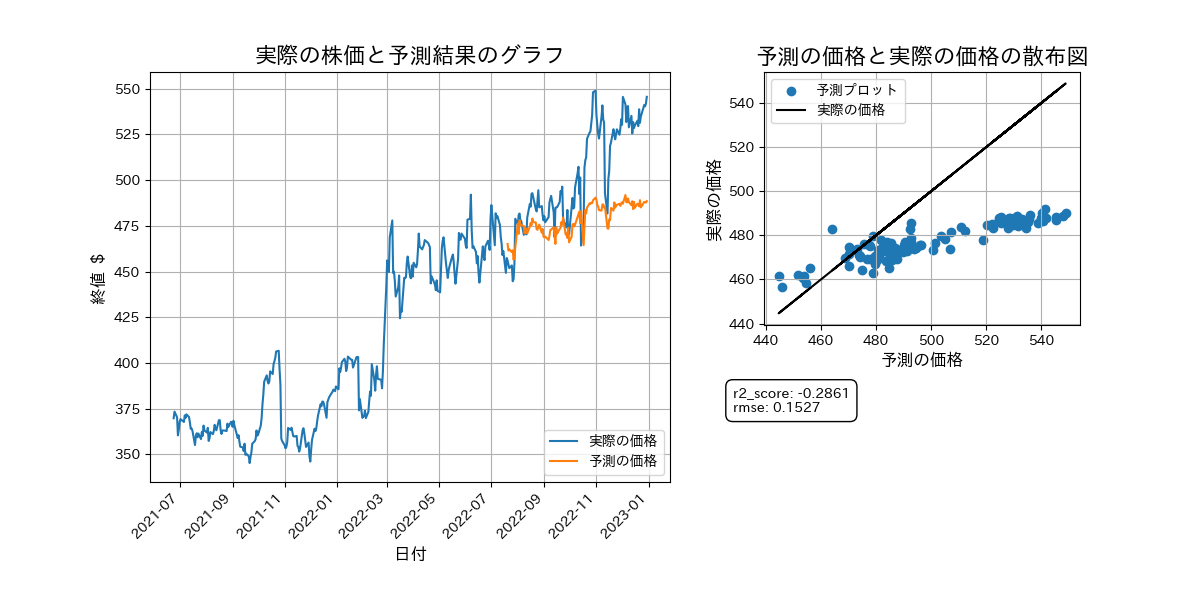 実際の株価と予測結果のグラフ
550
525
500
475
450
425
400
375
350
終値 $
2021-07
2021-09
2021-11
2022-01
2022-03
2022-05
2022-07
2022-09
2022-11
2023-01
日付
実際の価格
予測の価格
予測の価格と実際の価格の散布図
予測プロット
実際の価格
540
520
500
480
460
440
実際の価格
440
460
480
500
520
540
予測の価格
r2_score: -0.2861
rmse: 0.1527